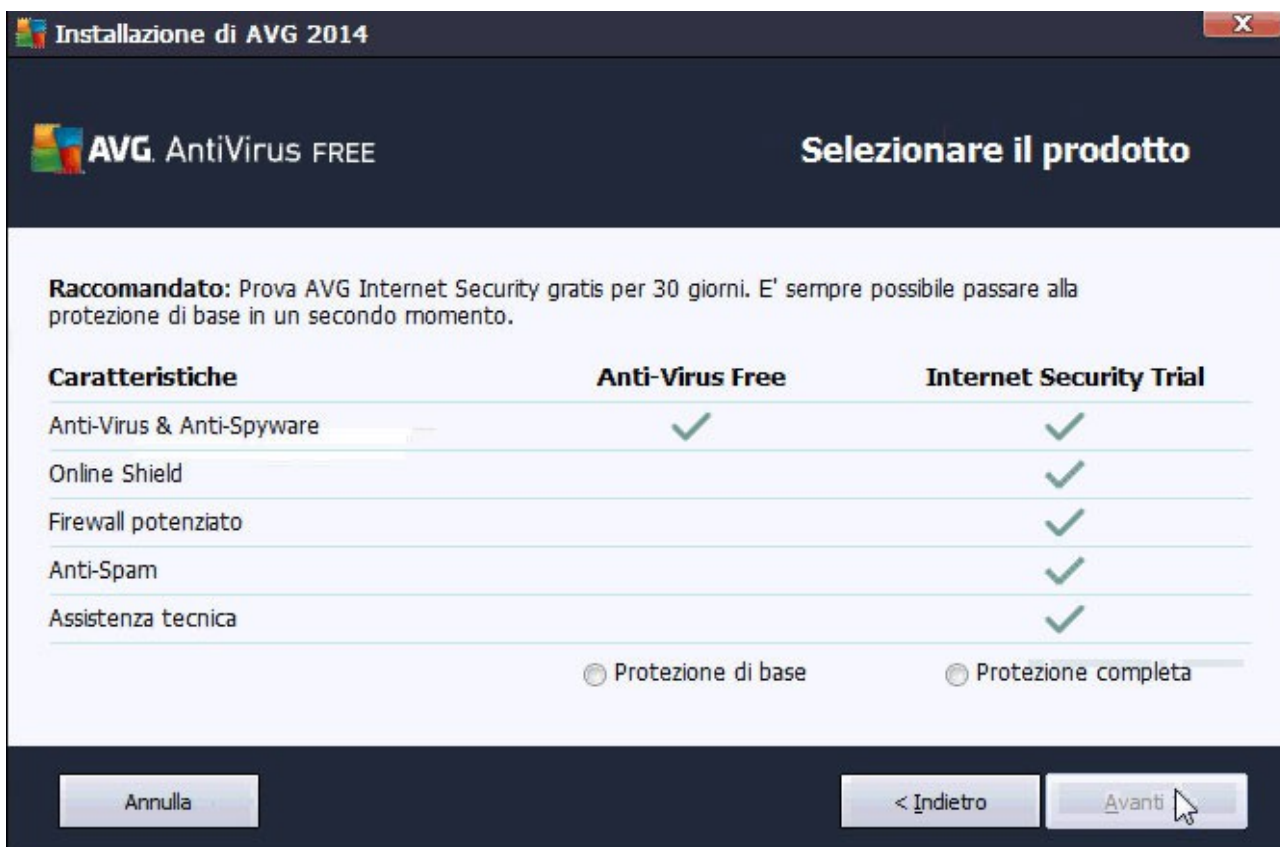 Installazione di AVG 2014
AVG. AntiVirus FREE
Selezionare il prodotto
Raccomandato: Prova AVG Internet Security gratis per 30 giorni. E' sempre possibile passare alla
protezione di base in un secondo momento.
Caratteristiche Anti-Virus Free Internet Security Trial
Anti-Virus & Anti-Spyware
Online Shield
Firewall potenziato
Anti-Spam
Assistenza tecnica
Protezione di base Protezione completa
Annulla < Indietro Avanti